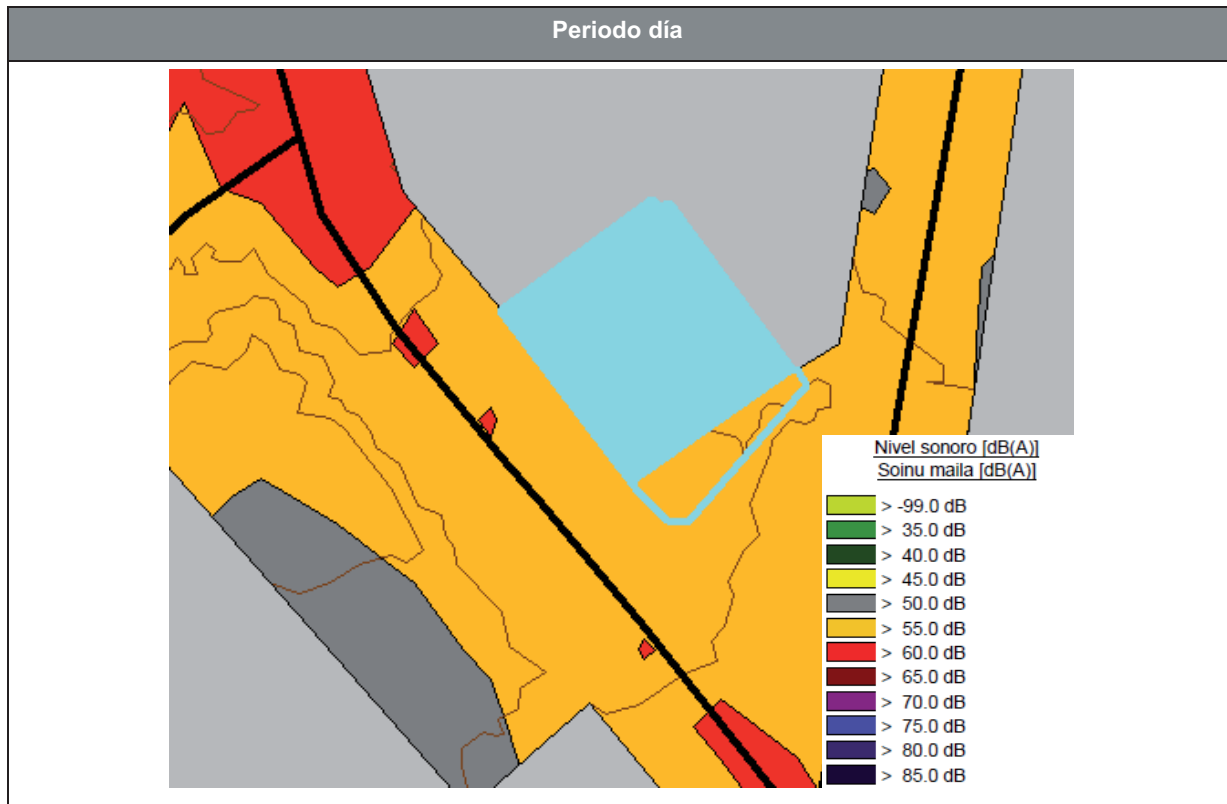 Periodo día
Nivel sonoro [dB(A)]
Soinu maila [dB(A)]
> -99.0 dB
> 35.0 dB
> 40.0 dB
> 45.0 dB
> 50.0 dB
> 55.0 dB
> 60.0 dB
> 65.0 dB
> 70.0 dB
> 75.0 dB
> 80.0 dB
> 85.0 dB